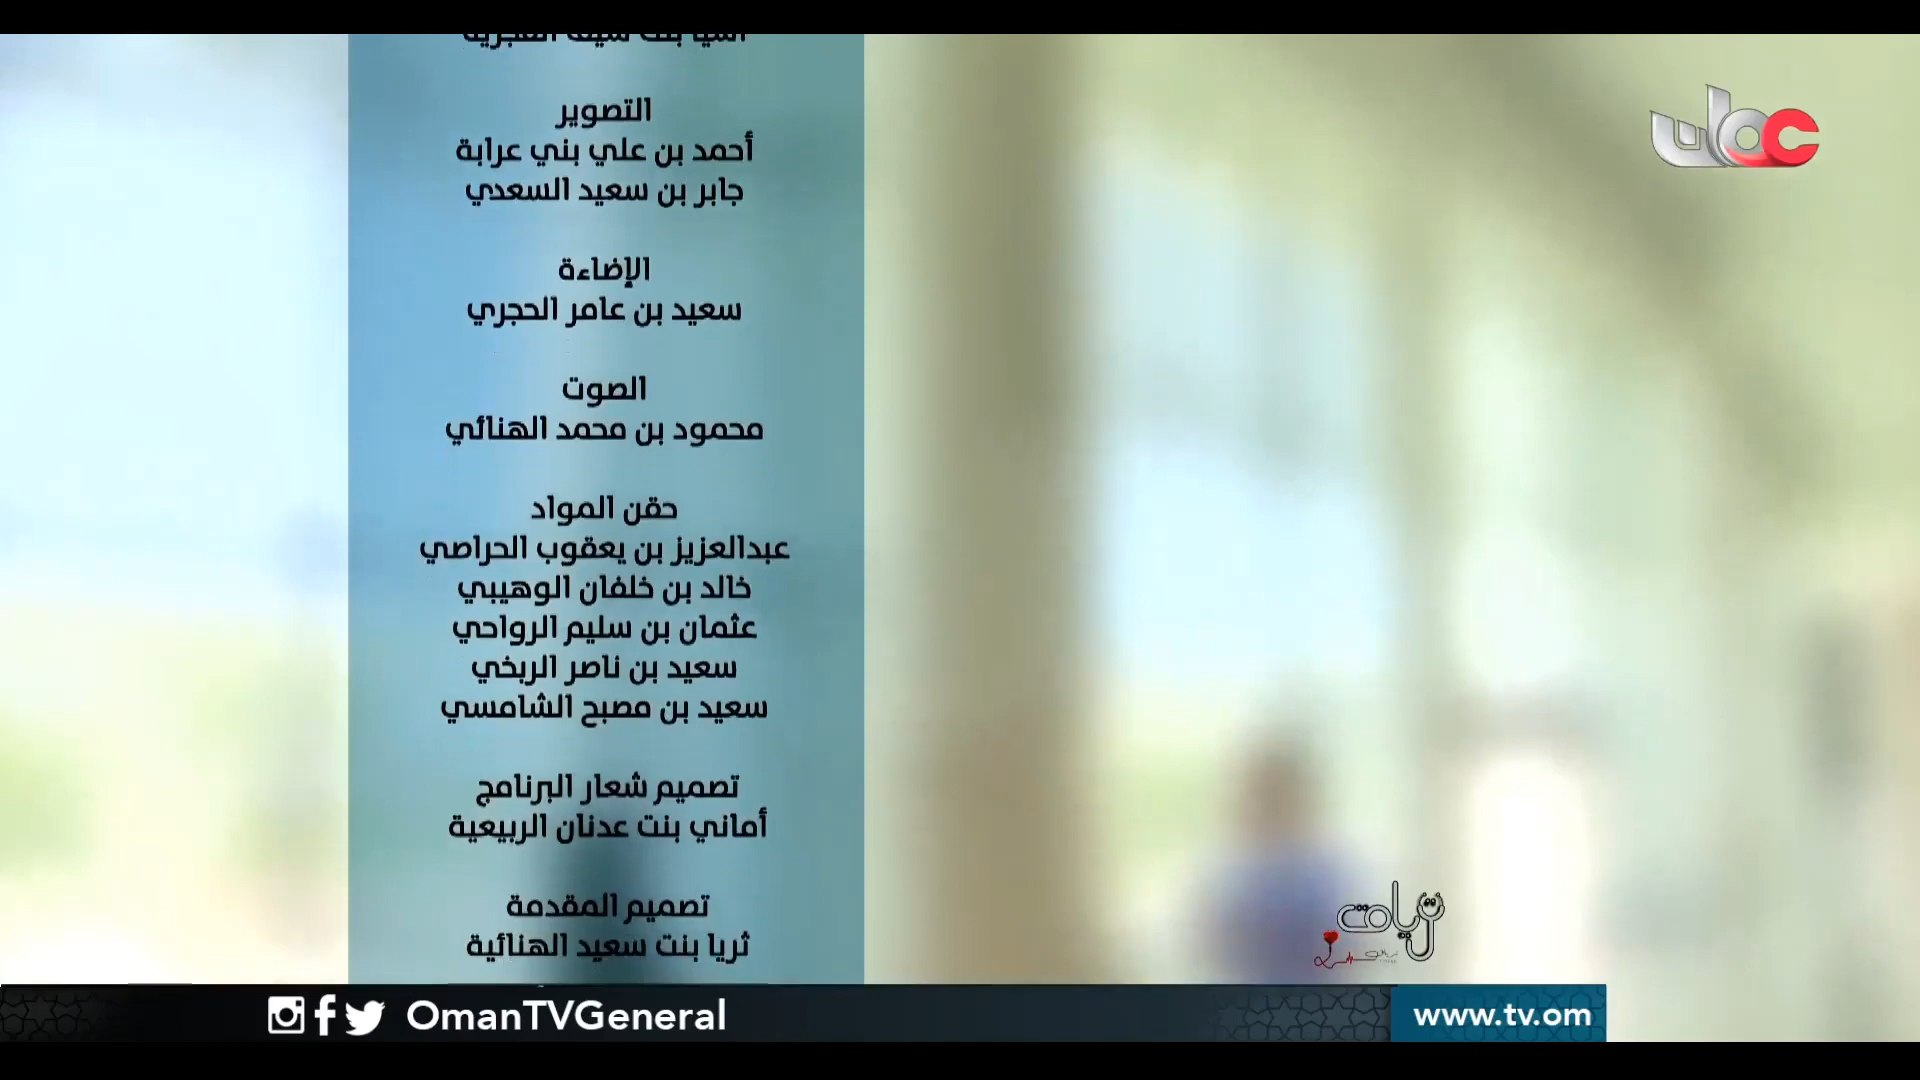 التصوير
أحمد بن علي بني عرابة
جابر بن سعيد السعدي
الإضاءة
سعيد بن عامر الحجري
الصوت
محمود بن محمد الهنائي
حقن المواد
عبدالعزيز بن يعقوب الحراصي
خالد بن خلفان الوهيبي
عثمان بن سليم الرواحي
سعيد بن ناصر الربخي
سعيد بن مصبح الشامسي
تصميم شعار البرنامج
أماني بنت عدنان الربيعية
تصميم المقدمة
ثريا بنت سعيد الهنائية
عمان
OmanTVGeneral
www.tv.om